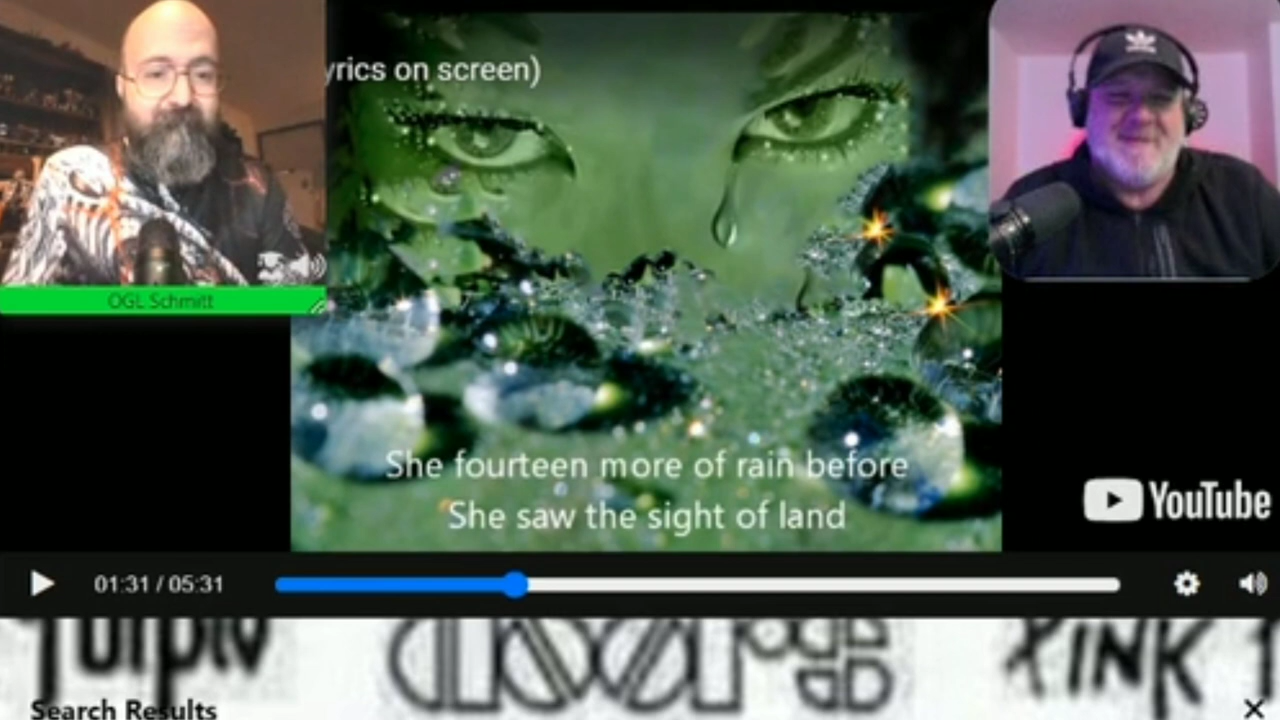 yrics on screen)
OGL Schmitt
She fourteen more of rain before
She saw the sight of land
YouTube
01:31 / 05:31
Search Results